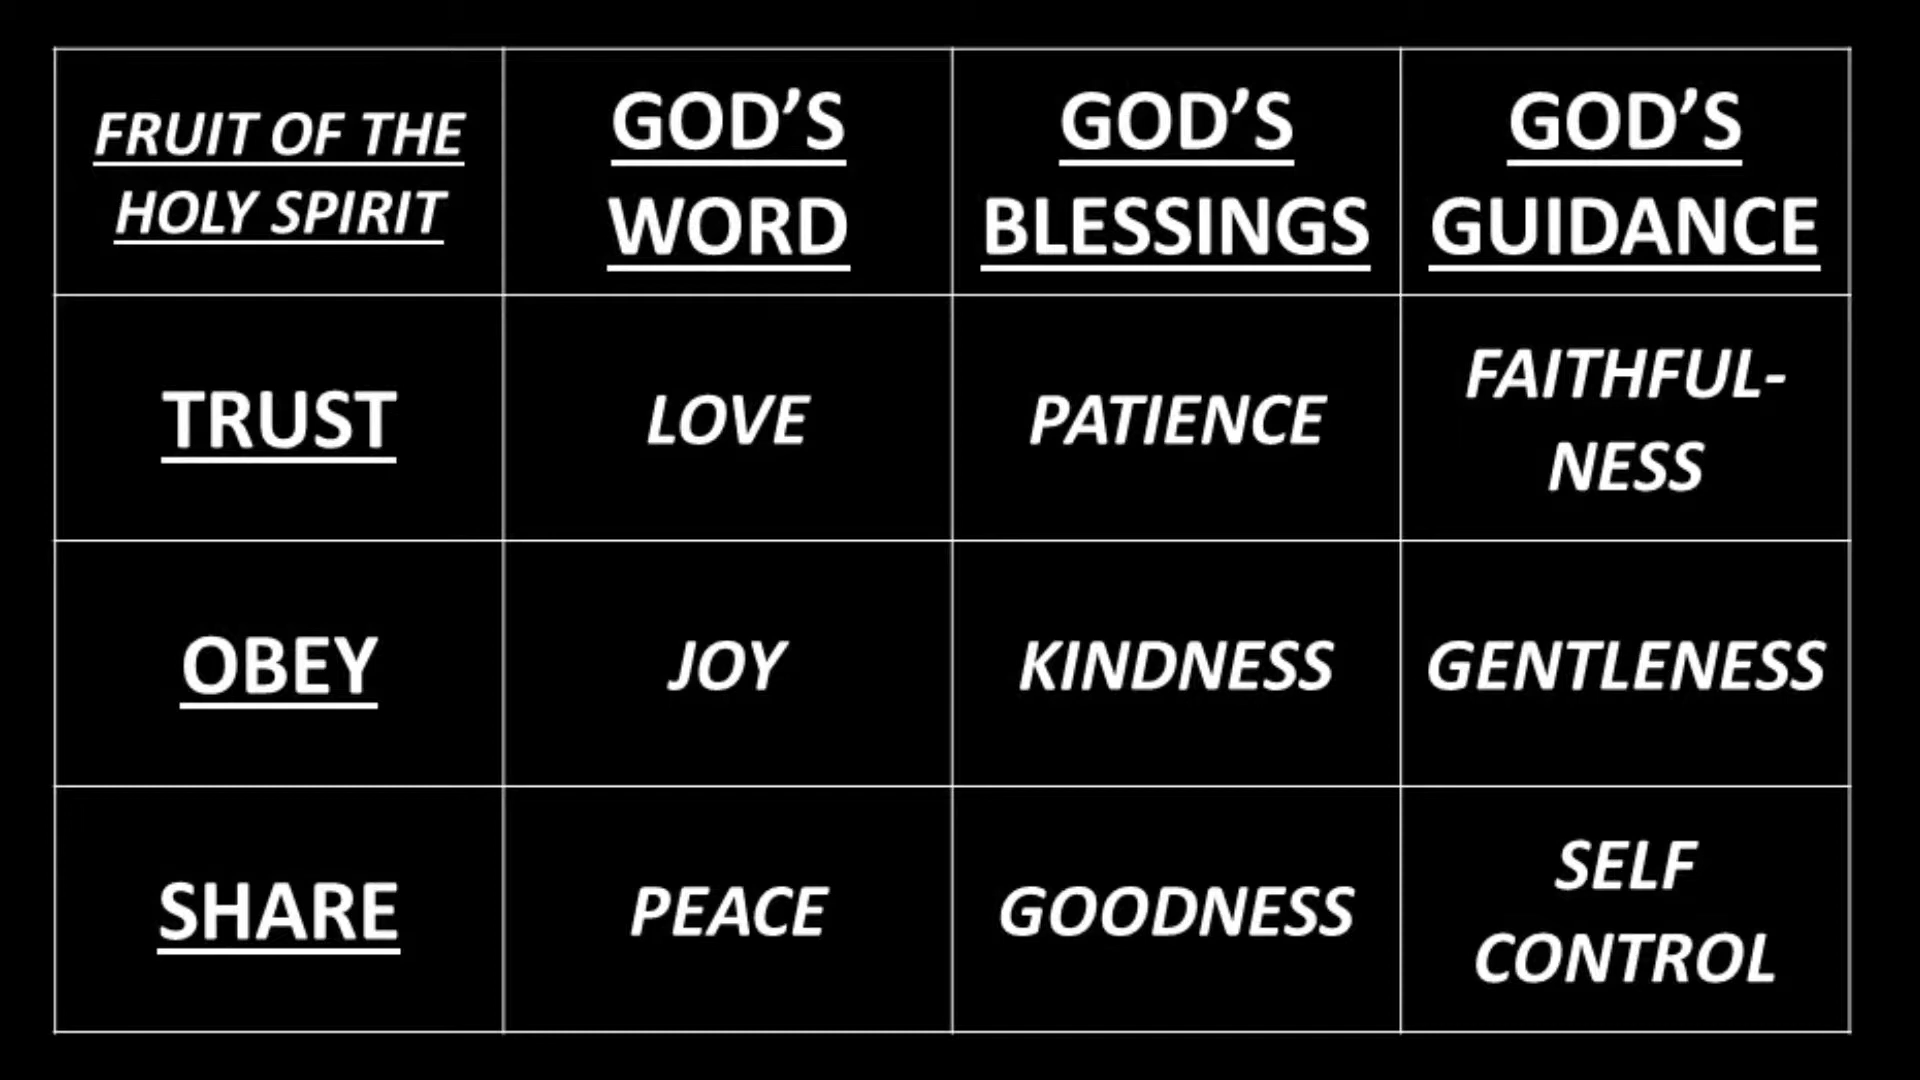 FRUIT OF THE
HOLY SPIRIT
GOD'S
WORD
GOD'S
BLESSINGS
GOD'S
GUIDANCE
TRUST
LOVE
PATIENCE
FAITHFUL-
NESS
OBEY
JOY
KINDNESS
GENTLENESS
SHARE
PEACE
GOODNESS
SELF
CONTROL